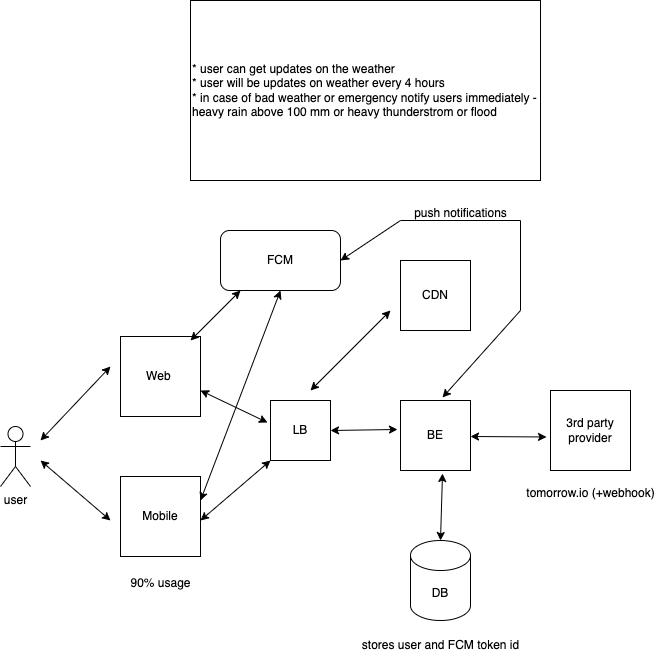 * user can get updates on the weather
* user will be updates on weather every 4 hours
* in case of bad weather or emergency notify users immediately -
heavy rain above 100 mm or heavy thunderstrom or flood
push notifications
FCM
CDN
Web
LB
BE
3rd party
provider
user
Mobile
tomorrow.io (+webhook)
90% usage
DB
stores user and FCM token id